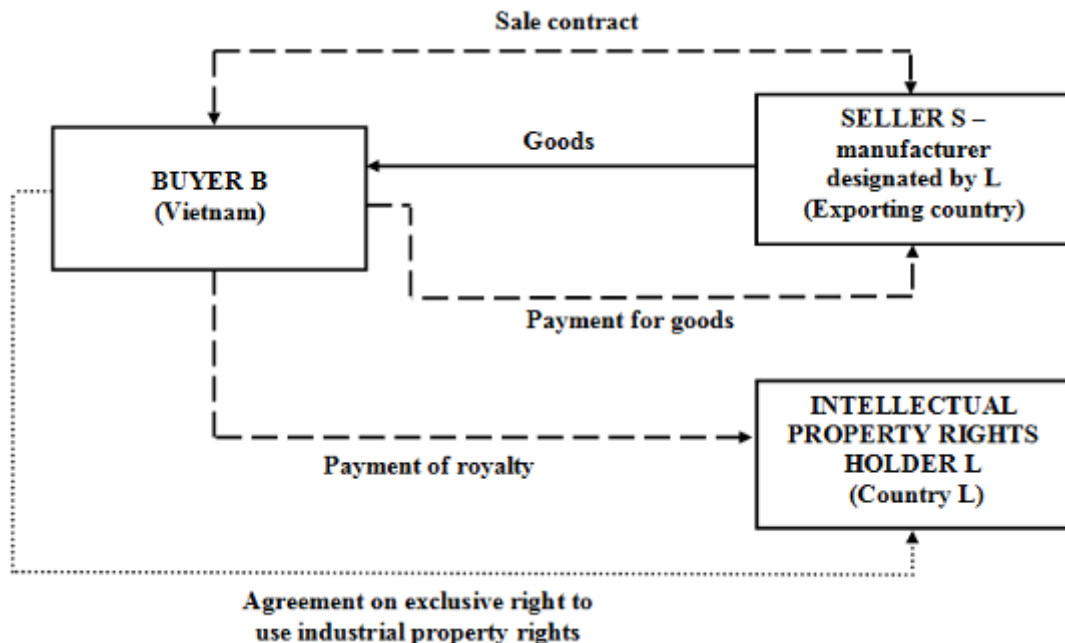 Sale contract
SELLER S –
manufacturer
designated by L
(Exporting country)
Goods
BUYER B
(Vietnam)
Payment for goods
INTELLECTUAL
PROPERTY RIGHTS
HOLDER L
(Country L)
Payment of royalty
Agreement on exclusive right to
use industrial property rights